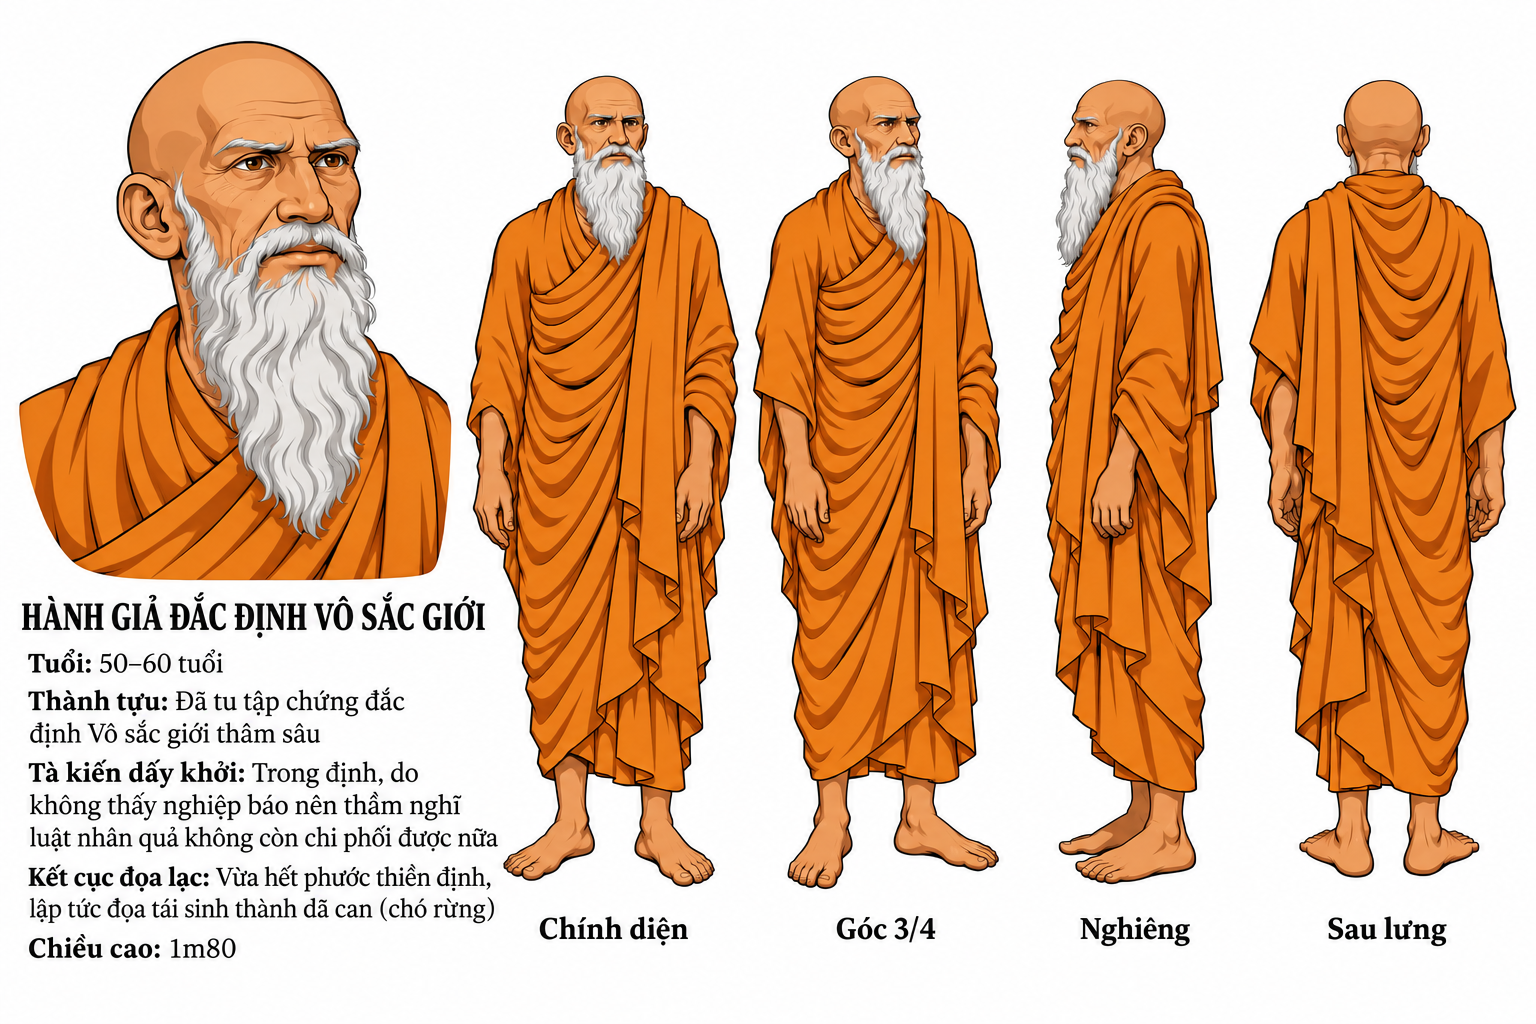 HÀNH GIẢ ĐẮC ĐỊNH VÔ SẮC GIỚI
Tuổi: 50–60 tuổi
Thành tựu: Đã tu tập chứng đắc
định Vô sắc giới thâm sâu
Tà kiến dấy khởi: Trong định, do
không thấy nghiệp báo nên thầm nghĩ
luật nhân quả không còn chi phối được nữa
Kết cục đọa lạc: Vừa hết phước thiền định,
lập tức đọa tái sinh thành dã can (chó rừng)
Chiều cao: 1m80
Chính diện
Góc 3/4
Nghiêng
Sau lưng